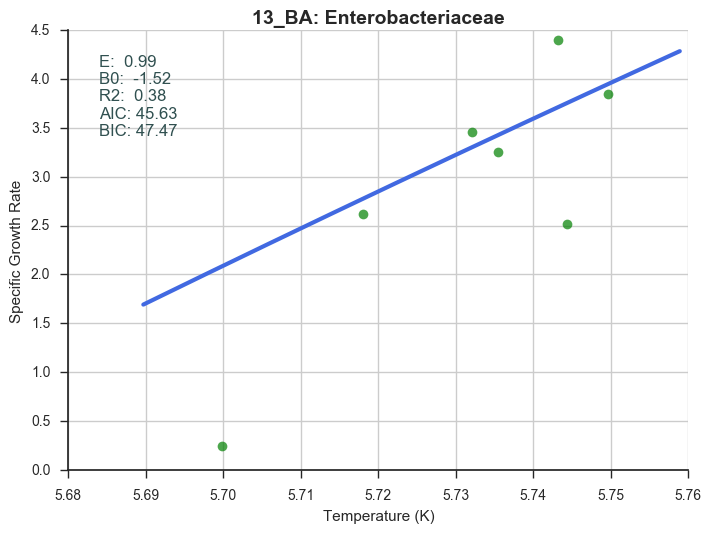 13_BA: Enterobacteriaceae
E:  0.99
B0:  -1.52
R2:  0.38
AIC: 45.63
BIC: 47.47
Specific Growth Rate
4.5
4.0
3.5
3.0
2.5
2.0
1.5
1.0
0.5
0.0
5.68 5.69 5.70 5.71 5.72 5.73 5.74 5.75 5.76
Temperature (K)